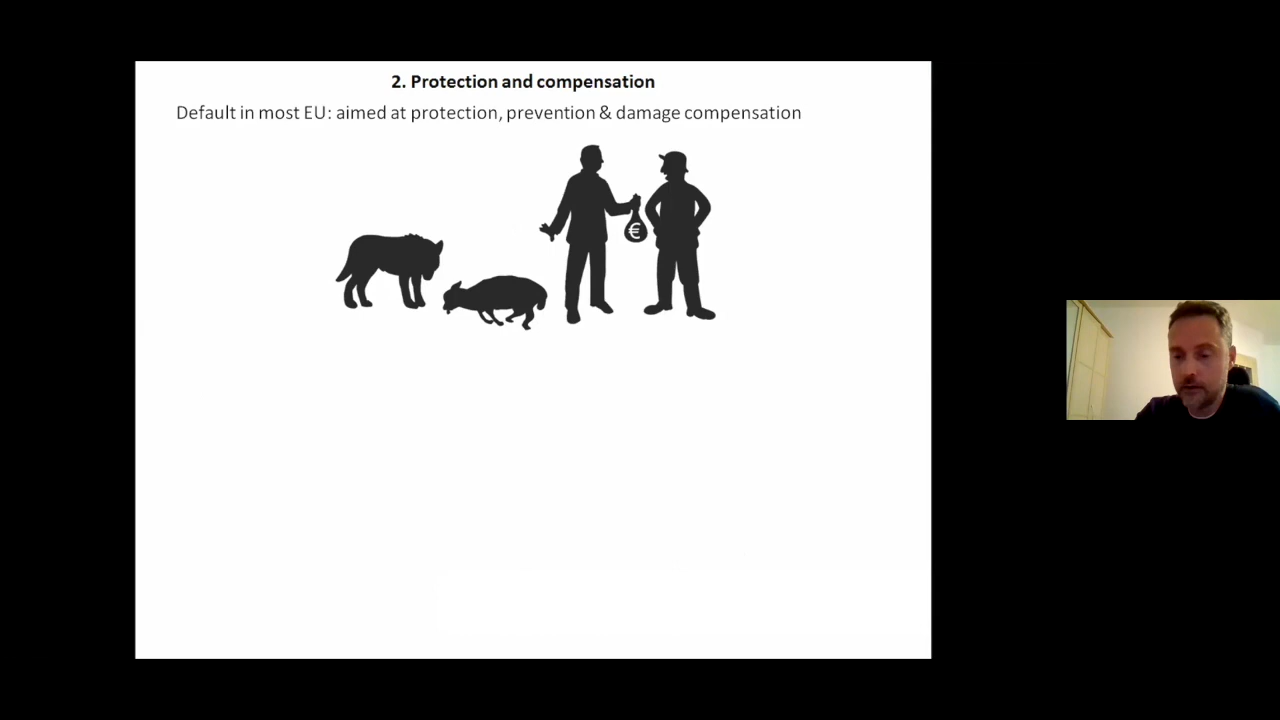 2. Protection and compensation
Default in most EU: aimed at protection, prevention & damage compensation
€